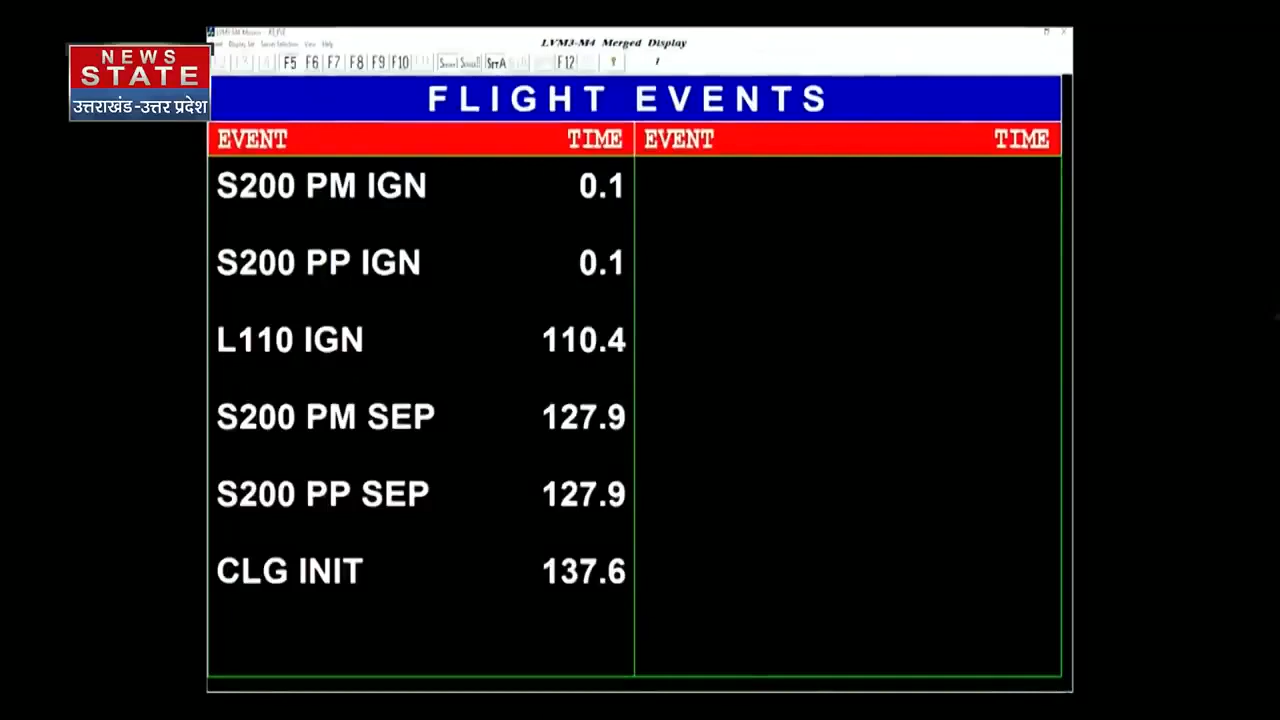 LVM3-M4 Merged Display
NEWS
STATE
उत्तराखंड-उत्तर प्रदेश
F5 F6 F7 F8 F9 F10 F12 ?
FLIGHT EVENTS
EVENT TIME EVENT TIME
S200 PM IGN 0.1
S200 PP IGN 0.1
L110 IGN 110.4
S200 PM SEP 127.9
S200 PP SEP 127.9
CLG INIT 137.6